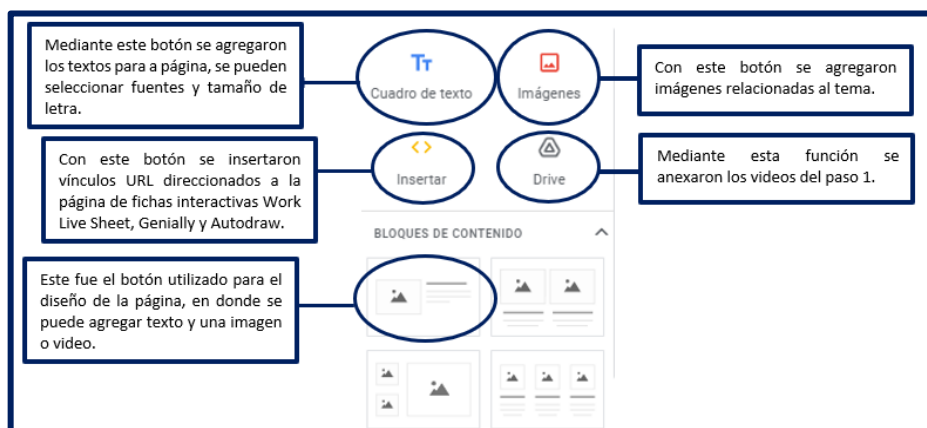 Mediante este botón se agregaron
los textos para a página, se pueden
seleccionar fuentes y tamaño de
letra.
Tт
Cuadro de texto
Imágenes
Con este botón se agregaron
imágenes relacionadas al tema.
Con este botón se insertaron
vínculos URL direccionados a la
página de fichas interactivas Work
Live Sheet, Genially y Autodraw.
Insertar
Drive
Mediante esta función se
anexaron los videos del paso 1.
BLOQUES DE CONTENIDO
Este fue el botón utilizado para el
diseño de la página, en donde se
puede agregar texto y una imagen
o video.